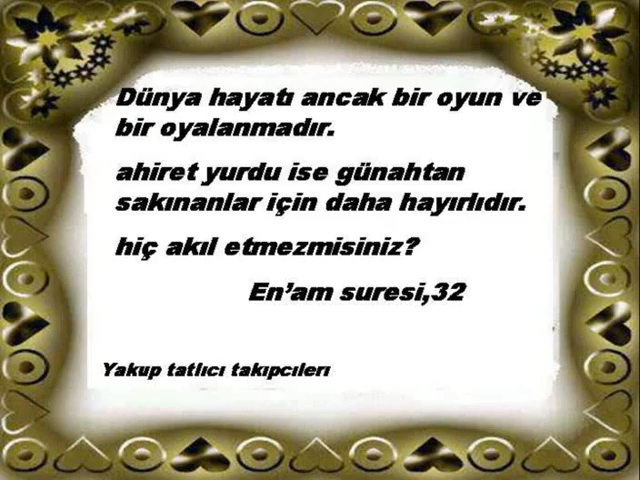 Dünya hayatı ancak bir oyun ve
bir oyalanmadır.
ahiret yurdu ise günahtan
sakınanlar için daha hayırlıdır.
hiç akıl etmezmisiniz?
En'am suresi,32
Yakup tatlıcı takıpcılerı